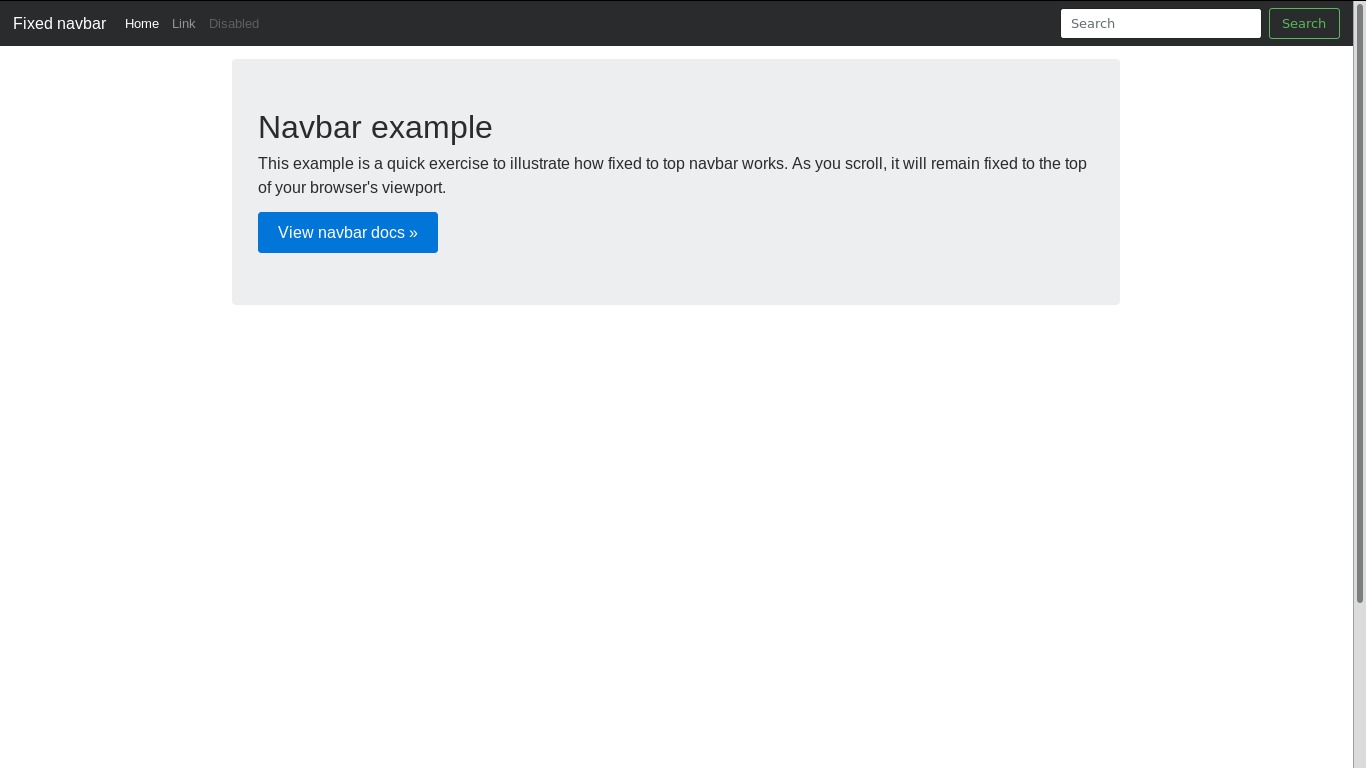 Fixed navbar Home Link Disabled Search Search
Navbar example
This example is a quick exercise to illustrate how fixed to top navbar works. As you scroll, it will remain fixed to the top
of your browser's viewport.
View navbar docs »